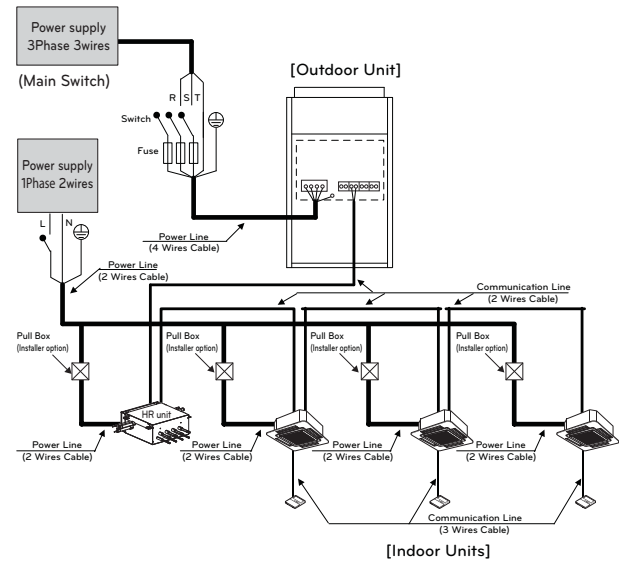 Power supply
3Phase 3wires
(Main Switch)
[Outdoor Unit]
R S T
Switch
Fuse
Power supply
1Phase 2wires
L N
Power Line
(4 Wires Cable)
Power Line
(2 Wires Cable)
Communication Line
(2 Wires Cable)
Pull Box
(Installer option)
Pull Box
(Installer option)
Pull Box
(Installer option)
Pull Box
(Installer option)
HR unit
Power Line
(2 Wires Cable)
Power Line
(2 Wires Cable)
Power Line
(2 Wires Cable)
Power Line
(2 Wires Cable)
Communication Line
(3 Wires Cable)
[Indoor Units]